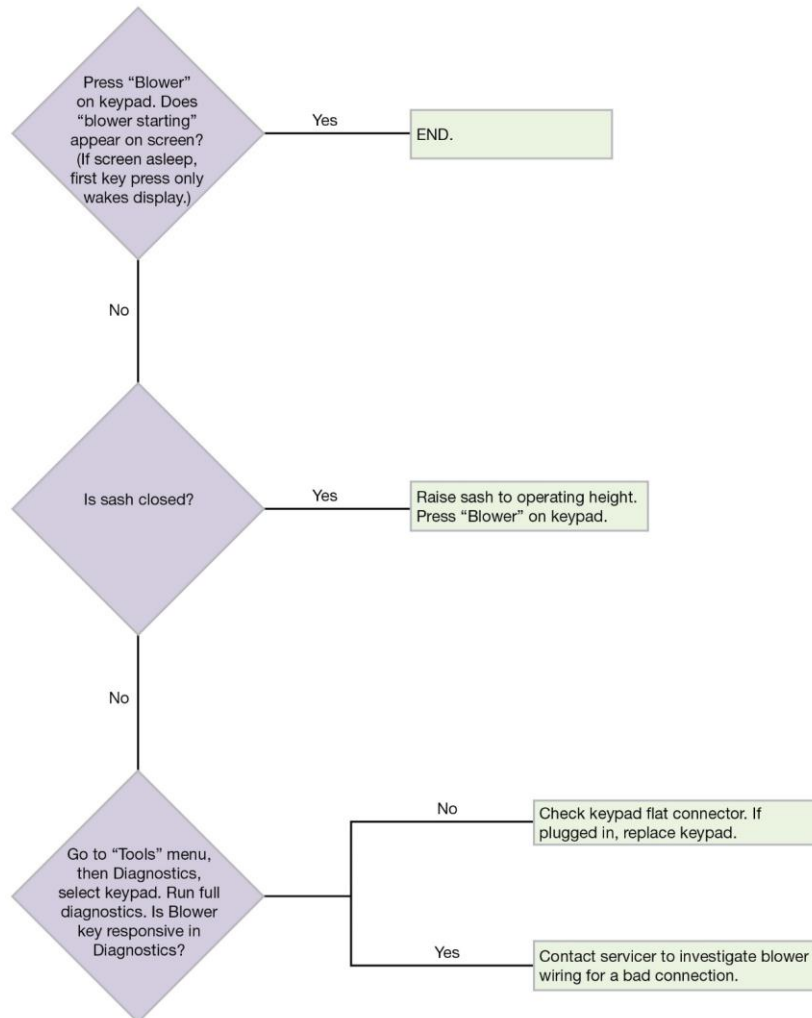 Press “Blower”
on keypad. Does
“blower starting”
appear on screen?
(If screen asleep,
first key press only
wakes display.)
Yes
END.
No
Is sash closed?
Yes
Raise sash to operating height.
Press “Blower” on keypad.
No
Go to “Tools” menu,
then Diagnostics,
select keypad. Run full
diagnostics. Is Blower
key responsive in
Diagnostics?
No
Check keypad flat connector. If
plugged in, replace keypad.
Yes
Contact servicer to investigate blower
wiring for a bad connection.